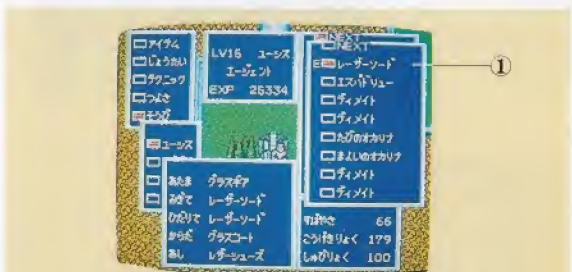 アイテム
じょうたい
テクニック
つよさ
そうび
LV16 ユーシス
エージェント
EXP 25334
NEXT
NEXT
E レーザーソード
エスパドリュー
ディメイト
ディメイト
たびのオカリナ
まよいのオカリナ
ディメイト
ディメイト
①
ユーシス
あたま グラスギア
みぎて レーザーソード
ひだりて レーザーソード
からだ グラスコート
あし レザーシューズ
すばやさ 66
こうげきりょく 179
しゅびりょく 100